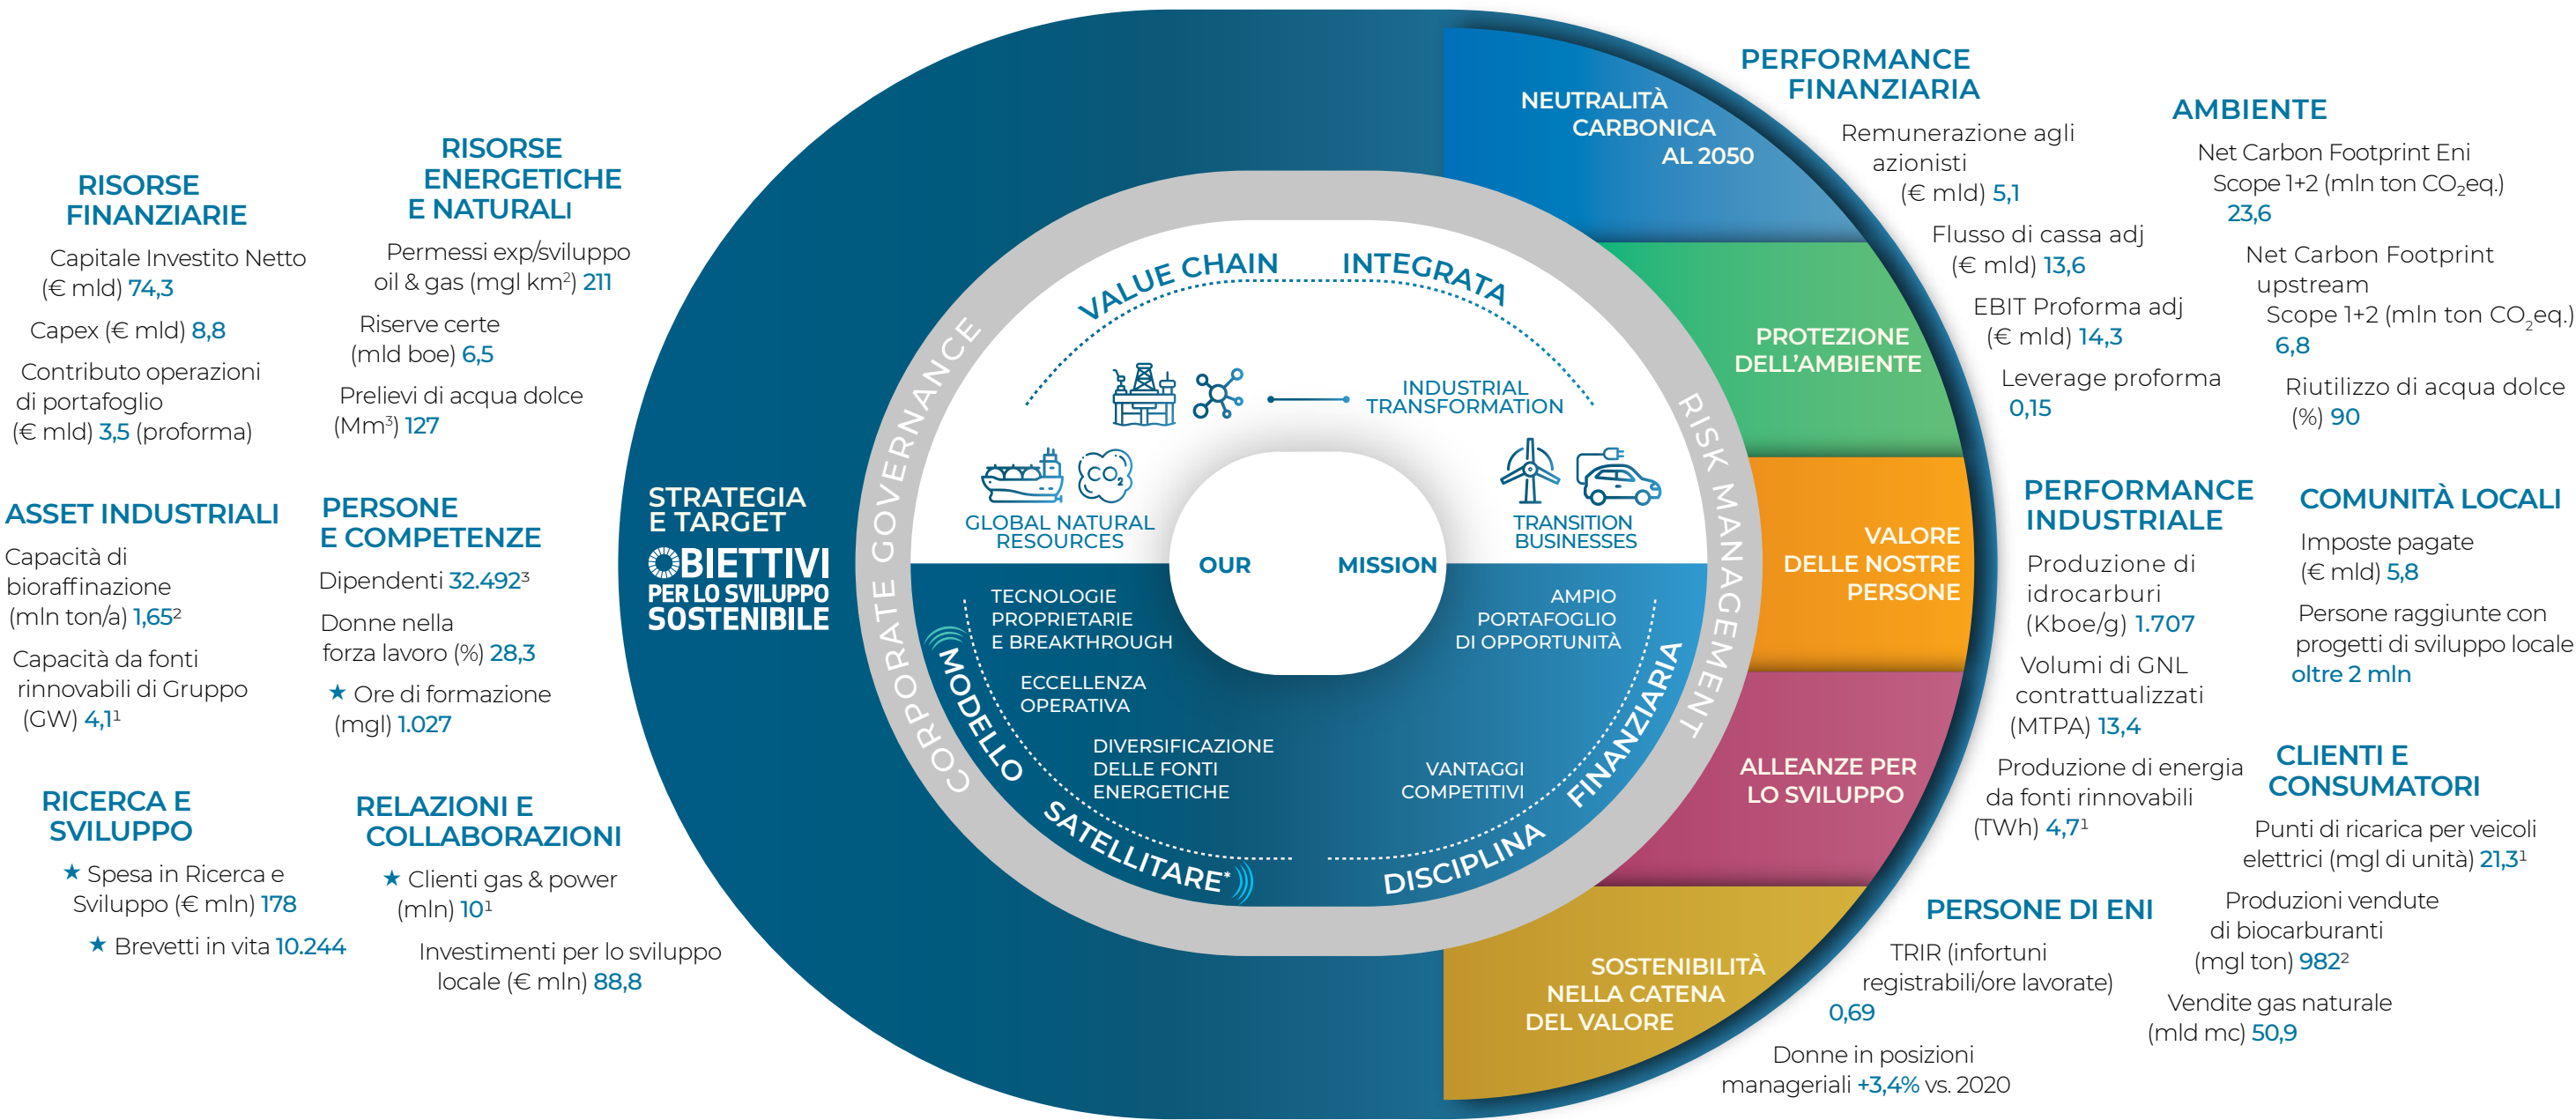 RISORSE
FINANZIARIE
Capitale Investito Netto
(€ mld) 74,3
Capex (€ mld) 8,8
Contributo operazioni
di portafoglio
(€ mld) 3,5 (proforma)
RISORSE
ENERGETICHE
E NATURALI
Permessi exp/sviluppo
oil & gas (mgl km²) 211
Riserve certe
(mld boe) 6,5
Prelievi di acqua dolce
(Mm³) 127
ASSET INDUSTRIALI
Capacità di
bioraffinazione
(mln ton/a) 1,65²
Capacità da fonti
rinnovabili di Gruppo
(GW) 4,1¹
PERSONE
E COMPETENZE
Dipendenti 32.492³
Donne nella
forza lavoro (%) 28,3
★ Ore di formazione
(mgl) 1.027
RICERCA E
SVILUPPO
★ Spesa in Ricerca e
Sviluppo (€ mln) 178
★ Brevetti in vita 10.244
RELAZIONI E
COLLABORAZIONI
★ Clienti gas & power
(mln) 10¹
Investimenti per lo sviluppo
locale (€ mln) 88,8
STRATEGIA
E TARGET
OBIETTIVI
PER LO SVILUPPO
SOSTENIBILE
CORPORATE GOVERNANCE
RISK MANAGEMENT
VALUE CHAIN INTEGRATA
INDUSTRIAL
TRANSFORMATION
CO₂
GLOBAL NATURAL
RESOURCES
TRANSITION
BUSINESSES
OUR MISSION
TECNOLOGIE
PROPRIETARIE
E BREAKTHROUGH
ECCELLENZA
OPERATIVA
DIVERSIFICAZIONE
DELLE FONTI
ENERGETICHE
AMPIO
PORTAFOGLIO
DI OPPORTUNITÀ
VANTAGGI
COMPETITIVI
MODELLO SATELLITARE*
DISCIPLINA FINANZIARIA
NEUTRALITÀ
CARBONICA
AL 2050
PROTEZIONE
DELL'AMBIENTE
VALORE
DELLE NOSTRE
PERSONE
ALLEANZE PER
LO SVILUPPO
SOSTENIBILITÀ
NELLA CATENA
DEL VALORE
PERFORMANCE
FINANZIARIA
Remunerazione agli
azionisti
(€ mld) 5,1
Flusso di cassa adj
(€ mld) 13,6
EBIT Proforma adj
(€ mld) 14,3
Leverage proforma
0,15
AMBIENTE
Net Carbon Footprint Eni
Scope 1+2 (mln ton CO₂eq.)
23,6
Net Carbon Footprint
upstream
Scope 1+2 (mln ton CO₂eq.)
6,8
Riutilizzo di acqua dolce
(%) 90
PERFORMANCE
INDUSTRIALE
Produzione di
idrocarburi
(Kboe/g) 1.707
Volumi di GNL
contrattualizzati
(MTPA) 13,4
Produzione di energia
da fonti rinnovabili
(TWh) 4,7¹
COMUNITÀ LOCALI
Imposte pagate
(€ mld) 5,8
Persone raggiunte con
progetti di sviluppo locale
oltre 2 mln
CLIENTI E
CONSUMATORI
Punti di ricarica per veicoli
elettrici (mgl di unità) 21,3¹
Produzioni vendute
di biocarburanti
(mgl ton) 982²
Vendite gas naturale
(mld mc) 50,9
PERSONE DI ENI
TRIR (infortuni
registrabili/ore lavorate)
0,69
Donne in posizioni
manageriali +3,4% vs. 2020